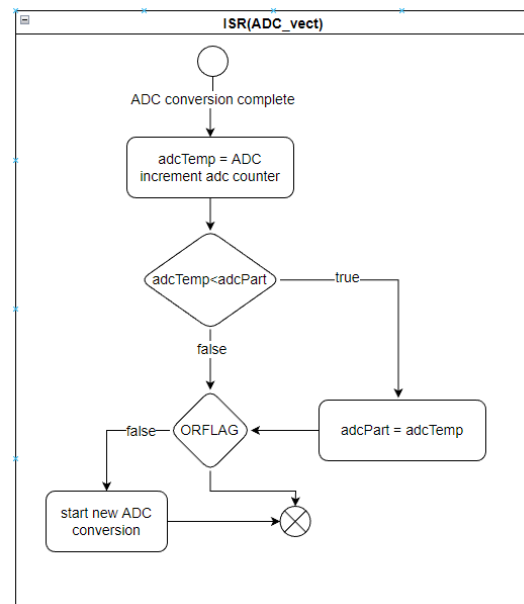 ISR(ADC_vect)
ADC conversion complete
adcTemp = ADC
increment adc counter
adcTemp<adcPart
true
false
ORFLAG
false
adcPart = adcTemp
start new ADC
conversion